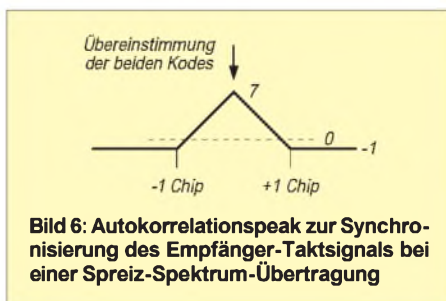 Übereinstimmung
der beiden Kodes
7
0
-1
-1 Chip
+1 Chip
Bild 6: Autokorrelationspeak zur Synchro-
nisierung des Empfänger-Taktsignals bei
einer Spreiz-Spektrum-Übertragung